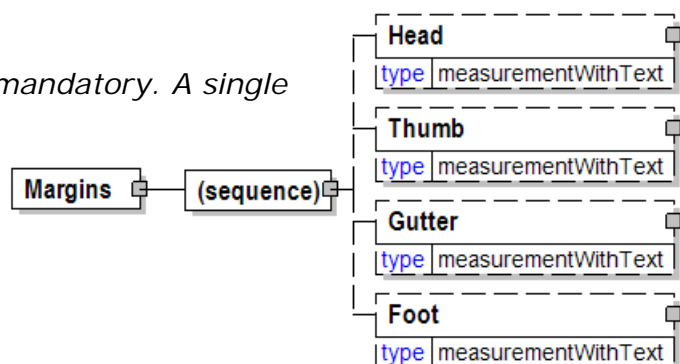 mandatory. A single
Margins
(sequence)
Head
type measurementWithText
Thumb
type measurementWithText
Gutter
type measurementWithText
Foot
type measurementWithText